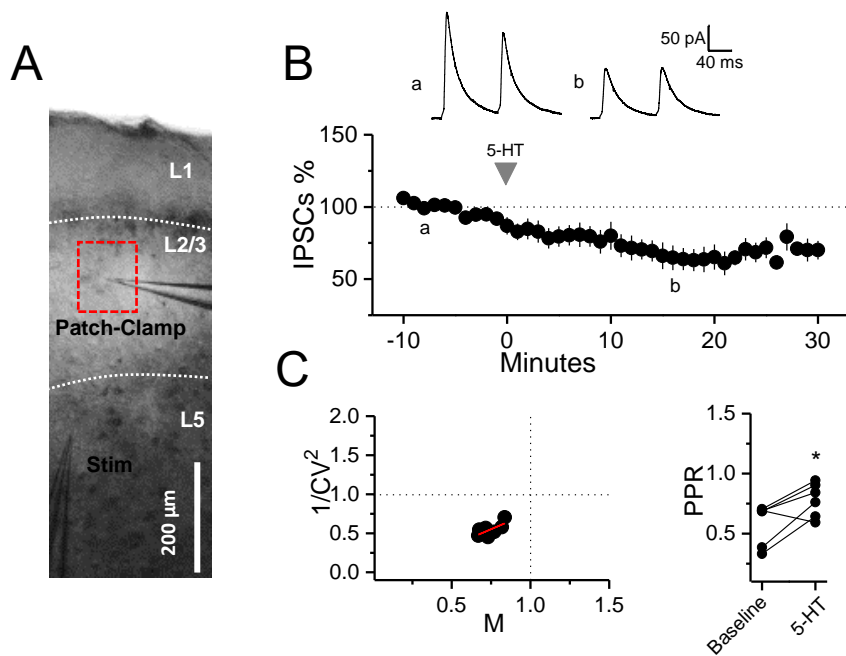 A
L1
L2/3
Patch-Clamp
L5
Stim
200 µm
B
a
b
50 pA
40 ms
5-HT
150
100
50
IPSCs %
a
b
-10
0
10
20
30
Minutes
C
2.0
1.5
1.0
0.5
0.0
1/CV²
0.5
1.0
1.5
M
1.5
1.0
0.5
PPR
*
Baseline
5-HT